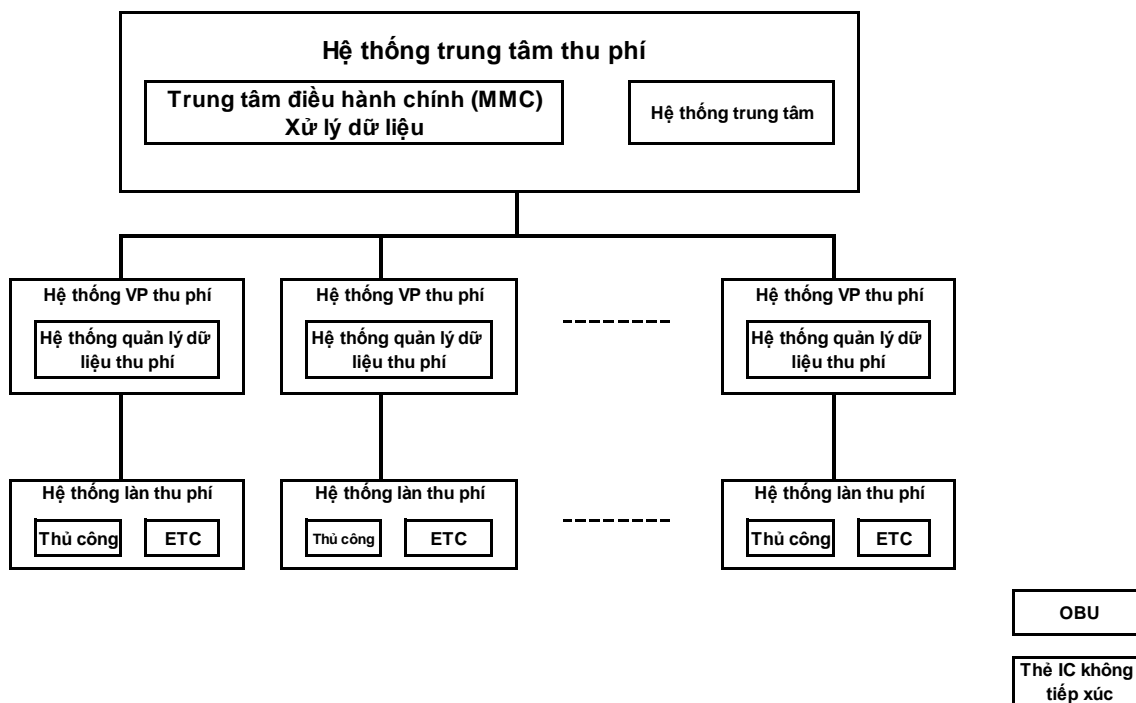 Hệ thống trung tâm thu phí
Trung tâm điều hành chính (MMC)
Xử lý dữ liệu
Hệ thống trung tâm
Hệ thống VP thu phí
Hệ thống quản lý dữ
liệu thu phí
Hệ thống VP thu phí
Hệ thống quản lý dữ
liệu thu phí
Hệ thống VP thu phí
Hệ thống quản lý dữ
liệu thu phí
Hệ thống làn thu phí
Thủ công
ETC
Hệ thống làn thu phí
Thủ công
ETC
Hệ thống làn thu phí
Thủ công
ETC
OBU
Thẻ IC không
tiếp xúc